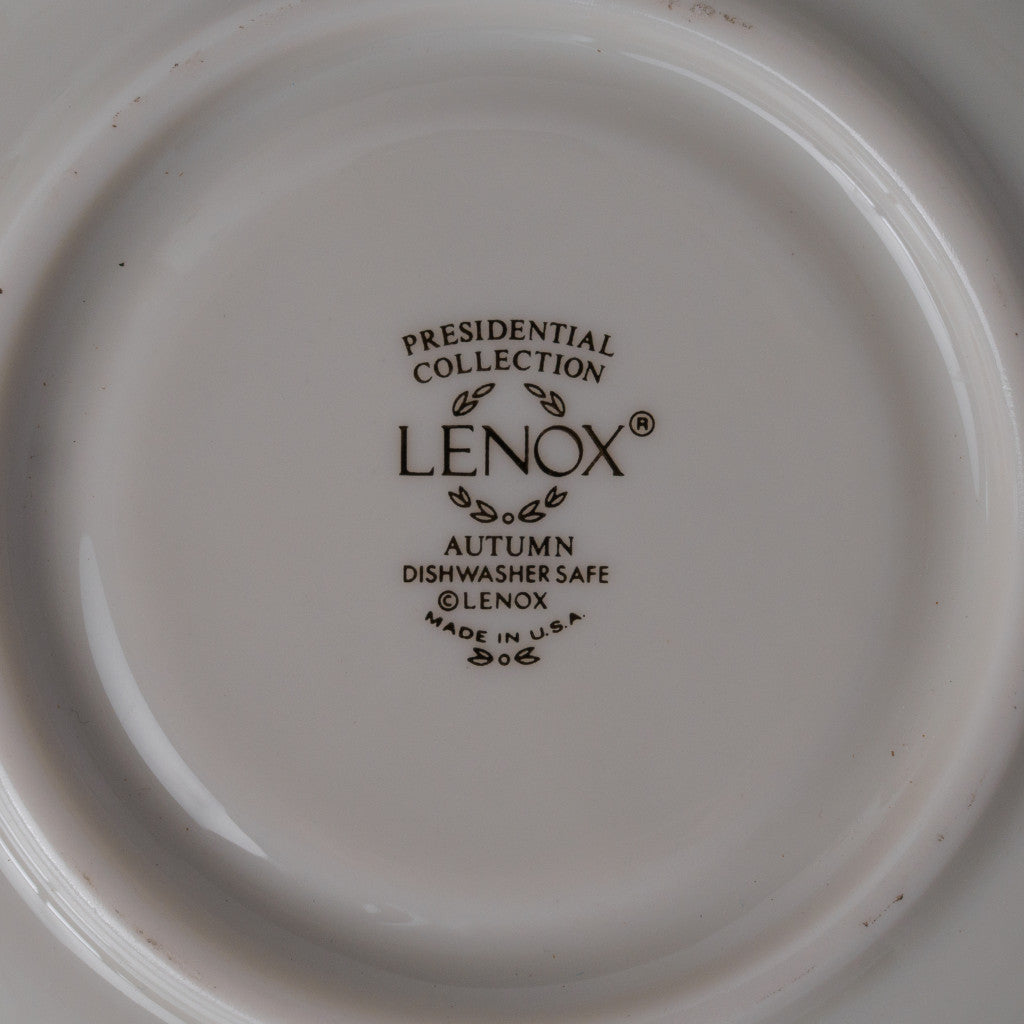 PRESIDENTIAL
COLLECTION
LENOX®
AUTUMN
DISHWASHER SAFE
©LENOX
MADE IN U.S.A.